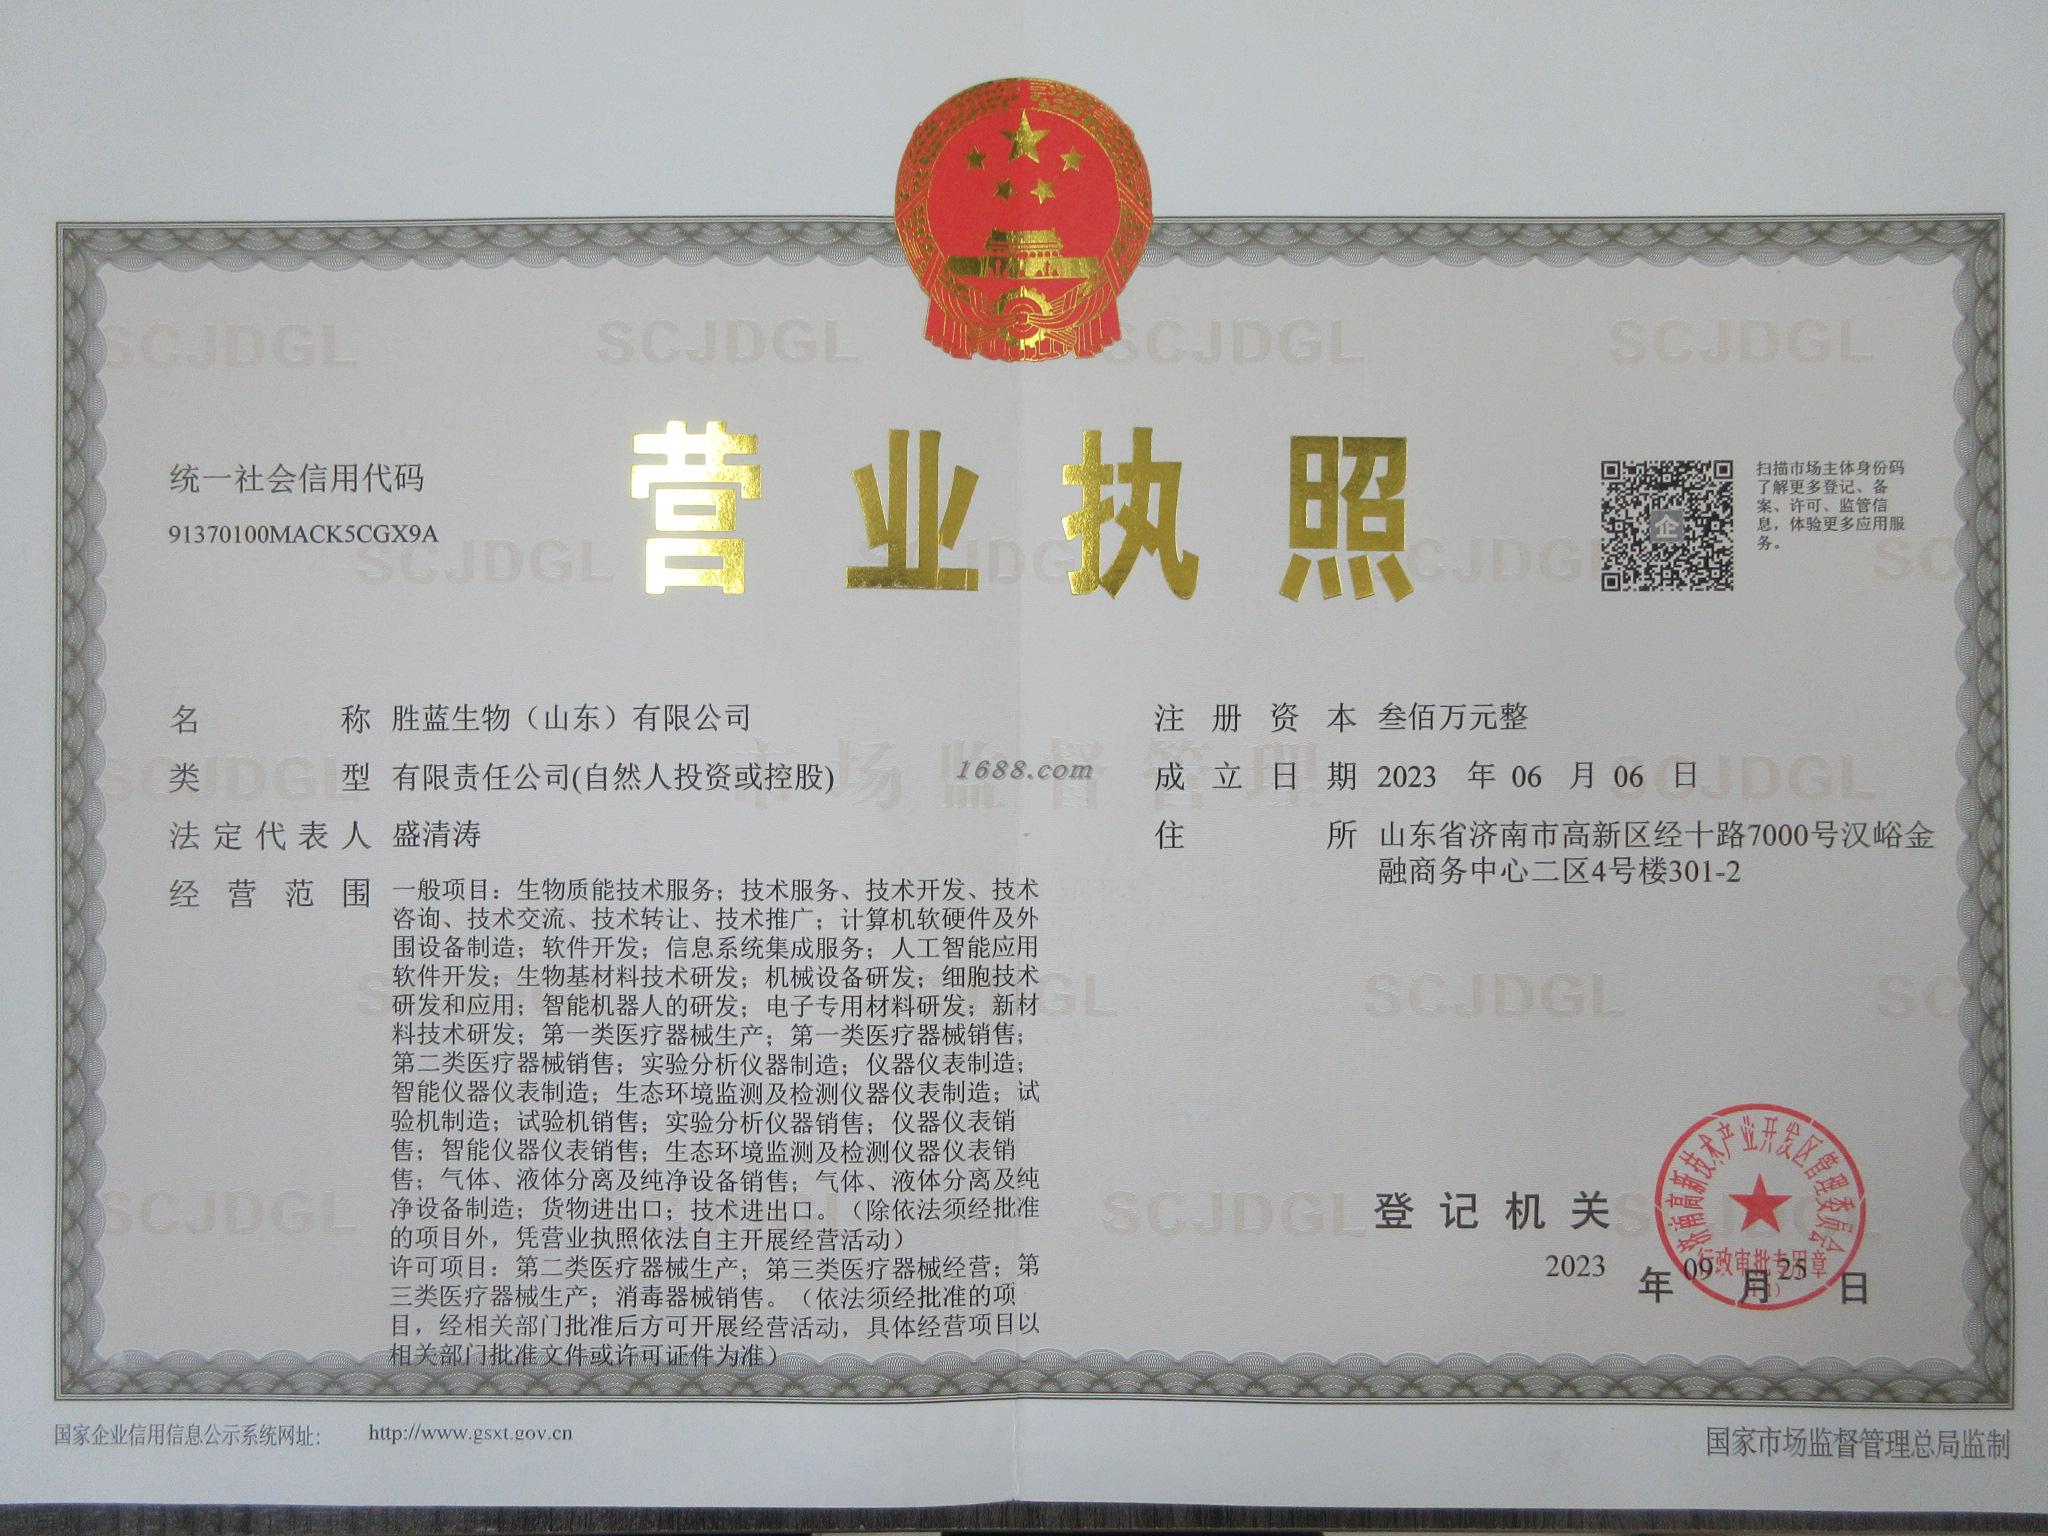 营业执照
统一社会信用代码
91370100MACK5CGX9A
扫描市场主体身份码
了解更多登记、备
案、许可、监管信
息，体验更多应用服
务。
企
名称 胜蓝生物（山东）有限公司
类型 有限责任公司(自然人投资或控股)
法定代表人 盛清涛
经营范围 一般项目：生物质能技术服务；技术服务、技术开发、技术
咨询、技术交流、技术转让、技术推广；计算机软硬件及外
围设备制造；软件开发；信息系统集成服务；人工智能应用
软件开发；生物基材料技术研发；机械设备研发；细胞技术
研发和应用；智能机器人的研发；电子专用材料研发；新材
料技术研发；第一类医疗器械生产；第一类医疗器械销售；
第二类医疗器械销售；实验分析仪器制造；仪器仪表制造；
智能仪器仪表制造；生态环境监测及检测仪器仪表制造；试
验机制造；试验机销售；实验分析仪器销售；仪器仪表销
售；智能仪器仪表销售；生态环境监测及检测仪器仪表销
售；气体、液体分离及纯净设备销售；气体、液体分离及纯
净设备制造；货物进出口；技术进出口。（除依法须经批准
的项目外，凭营业执照依法自主开展经营活动）
许可项目：第二类医疗器械生产；第三类医疗器械经营；第
三类医疗器械生产；消毒器械销售。（依法须经批准的项
目，经相关部门批准后方可开展经营活动，具体经营项目以
相关部门批准文件或许可证件为准）
注册资本 叁佰万元整
成立日期 2023 年 06 月 06 日
住所 山东省济南市高新区经十路7000号汉峪金
融商务中心二区4号楼301-2
1688.com
市场监督管理
SCJDGL
登记机关
济南高新技术产业开发区管理委员会
行政审批专用章
2023 年 09 月 25 日
国家企业信用信息公示系统网址： http://www.gsxt.gov.cn
国家市场监督管理总局监制